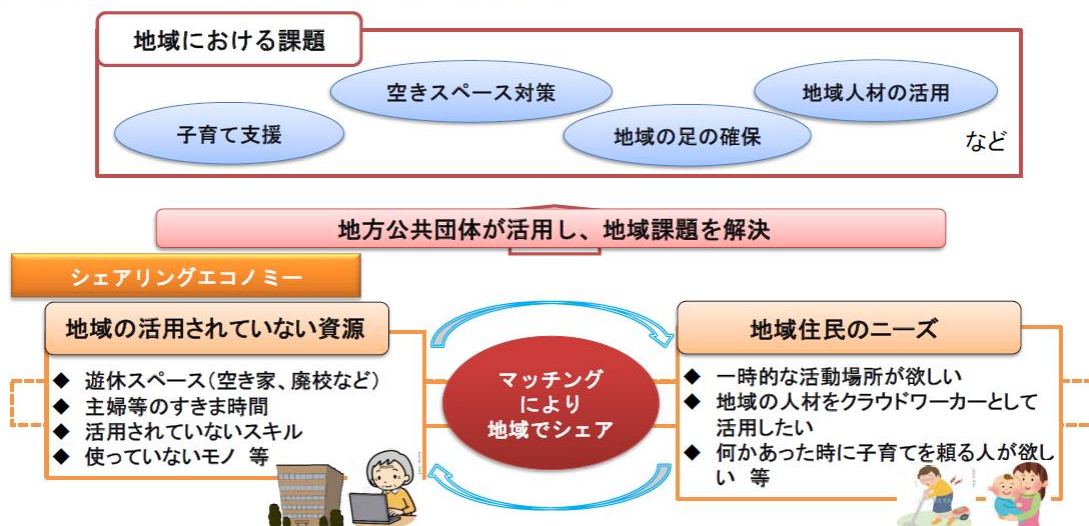 地域における課題
空きスペース対策
地域人材の活用
子育て支援
地域の足の確保
など
地方公共団体が活用し、地域課題を解決
シェアリングエコノミー
地域の活用されていない資源
◆ 遊休スペース(空き家、廃校など)
◆ 主婦等のすきま時間
◆ 活用されていないスキル
◆ 使っていないモノ 等
マッチング
により
地域でシェア
地域住民のニーズ
◆ 一時的な活動場所が欲しい
◆ 地域の人材をクラウドワーカーとして
活用したい
◆ 何かあった時に子育てを頼る人が欲し
い 等